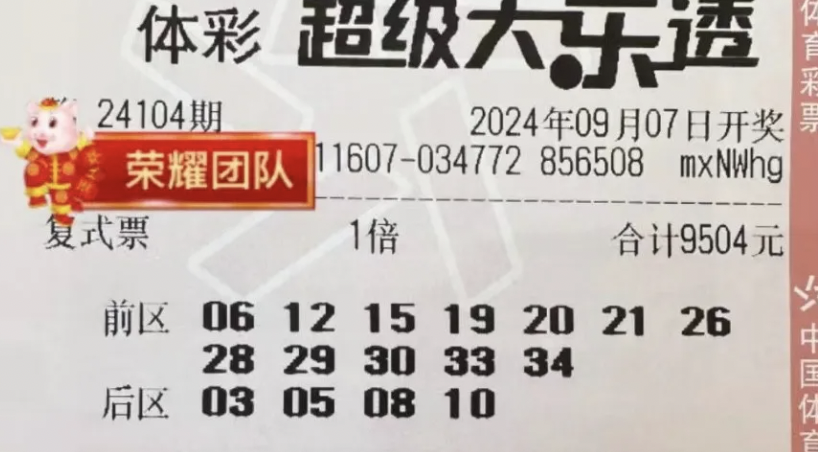 体彩 超级大乐透
24104期 2024年09月07日开奖
荣耀团队 11607-034772 856508 mxNWhg
复式票 1倍 合计9504元
前区 06 12 15 19 20 21 26
28 29 30 33 34
后区 03 05 08 10
体育彩票
中国体育